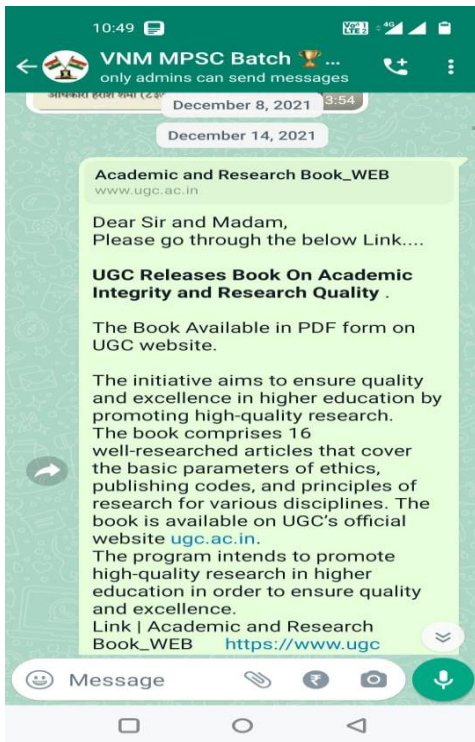 10:49
VNM MPSC Batch 🏆...
only admins can send messages
3:54
December 8, 2021
December 14, 2021
Academic and Research Book_WEB
www.ugc.ac.in
Dear Sir and Madam,
Please go through the below Link....
UGC Releases Book On Academic
Integrity and Research Quality .
The Book Available in PDF form on
UGC website.
The initiative aims to ensure quality
and excellence in higher education by
promoting high-quality research.
The book comprises 16
well-researched articles that cover
the basic parameters of ethics,
publishing codes, and principles of
research for various disciplines. The
book is available on UGC's official
website ugc.ac.in.
The program intends to promote
high-quality research in higher
education in order to ensure quality
and excellence.
Link | Academic and Research
Book_WEB https://www.ugc
Message